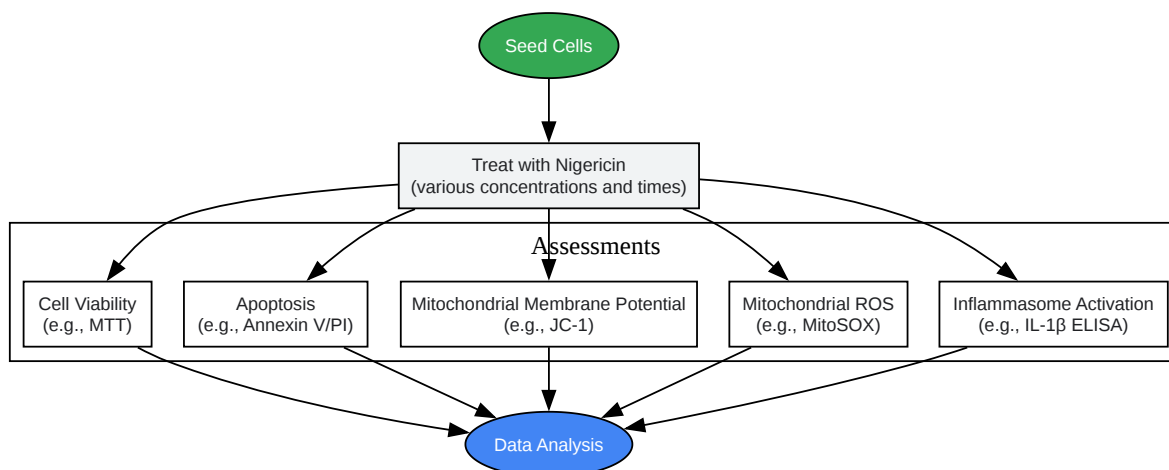 Seed Cells
Treat with Nigericin
(various concentrations and times)
Assessments
Cell Viability
(e.g., MTT)
Apoptosis
(e.g., Annexin V/PI)
Mitochondrial Membrane Potential
(e.g., JC-1)
Mitochondrial ROS
(e.g., MitoSOX)
Inflammasome Activation
(e.g., IL-1β ELISA)
Data Analysis